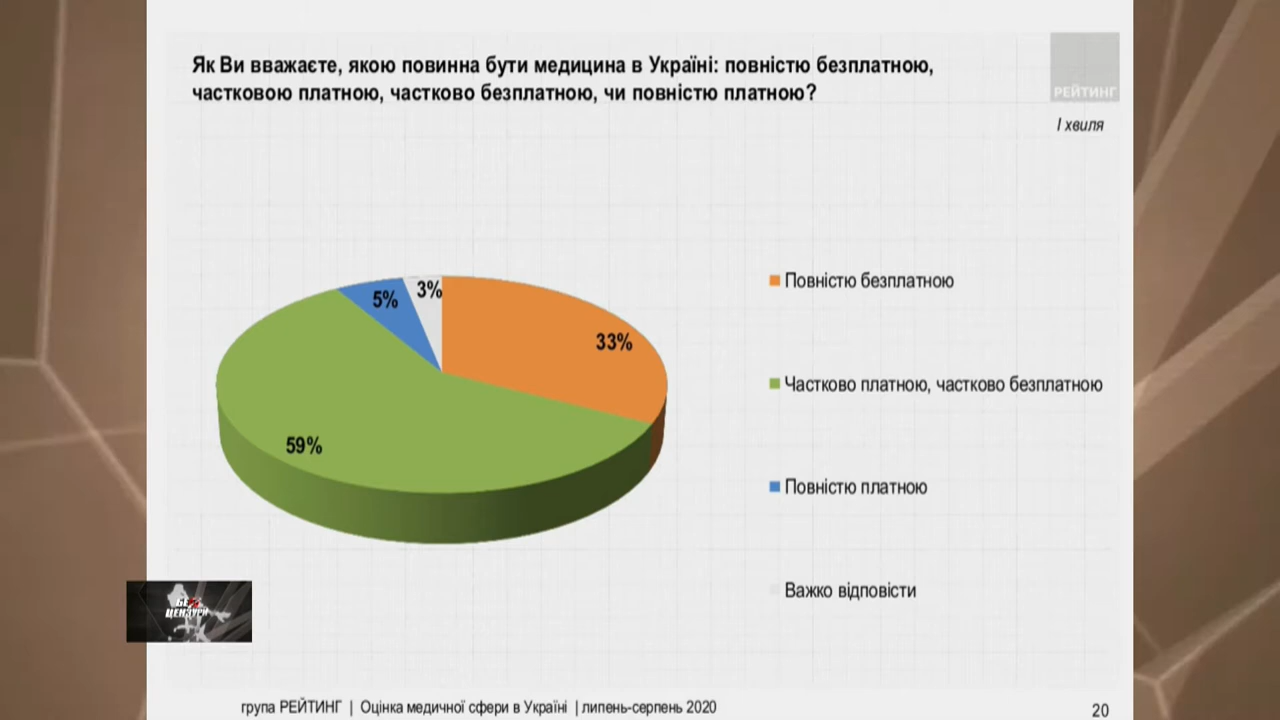 Як Ви вважаєте, якою повинна бути медицина в Україні: повністю безплатною,
частковою платною, частково безплатною, чи повністю платною?
РЕЙТИНГ
І хвиля
3%
5%
33%
59%
Повністю безплатною
Частково платною, частково безплатною
Повністю платною
Важко відповісти
БЕЗ
ЦЕНЗУРИ
група РЕЙТИНГ | Оцінка медичної сфери в Україні | липень-серпень 2020
20